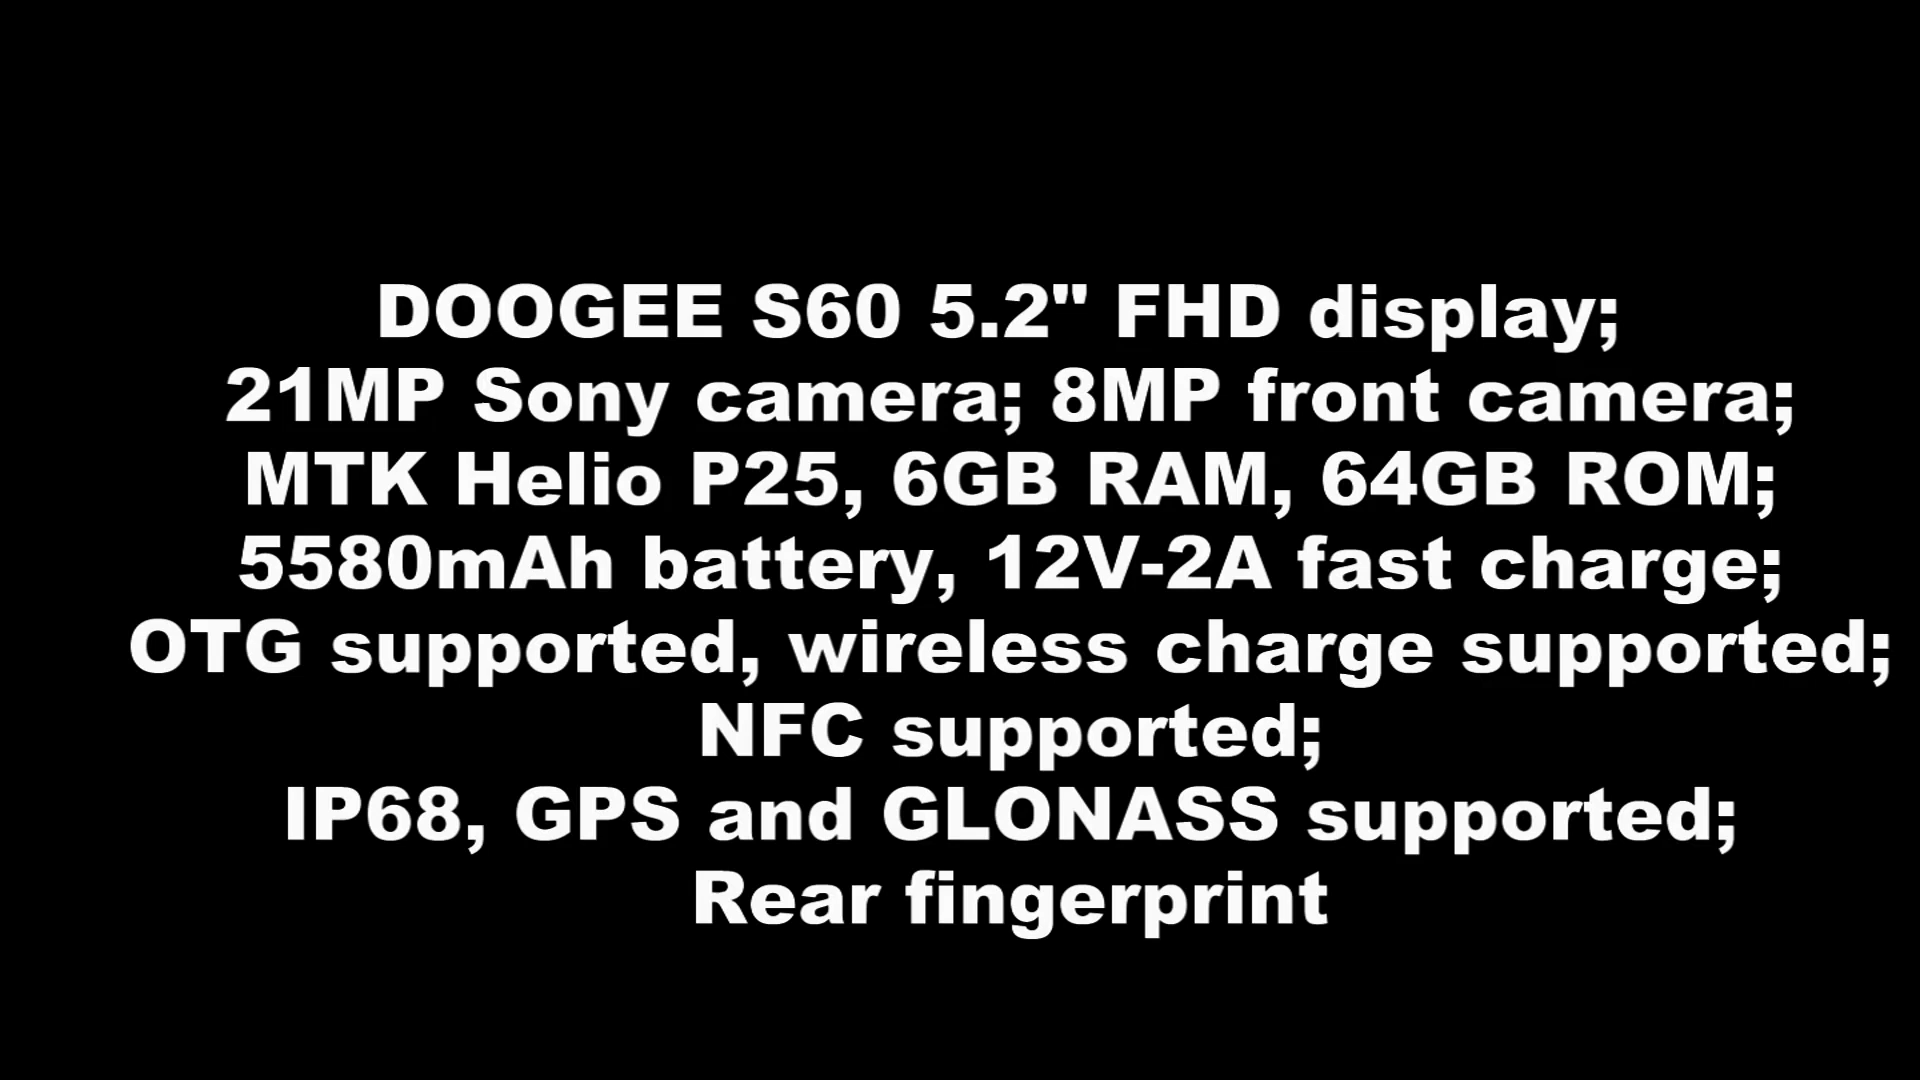 DOOGEE S60 5.2" FHD display;
21MP Sony camera; 8MP front camera;
MTK Helio P25, 6GB RAM, 64GB ROM;
5580mAh battery, 12V-2A fast charge;
OTG supported, wireless charge supported;
NFC supported;
IP68, GPS and GLONASS supported;
Rear fingerprint